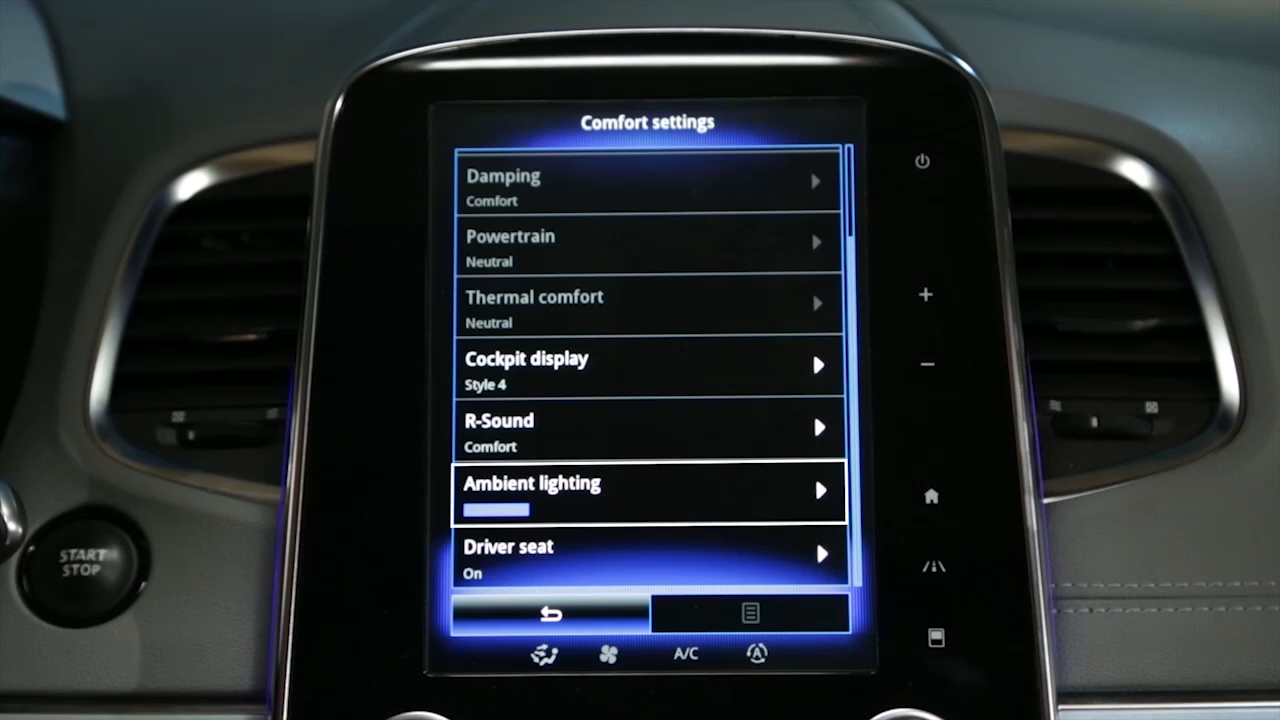 Comfort settings
Damping
Comfort
Powertrain
Neutral
Thermal comfort
Neutral
Cockpit display
Style 4
R-Sound
Comfort
Ambient lighting
Driver seat
On
A/C
START
STOP